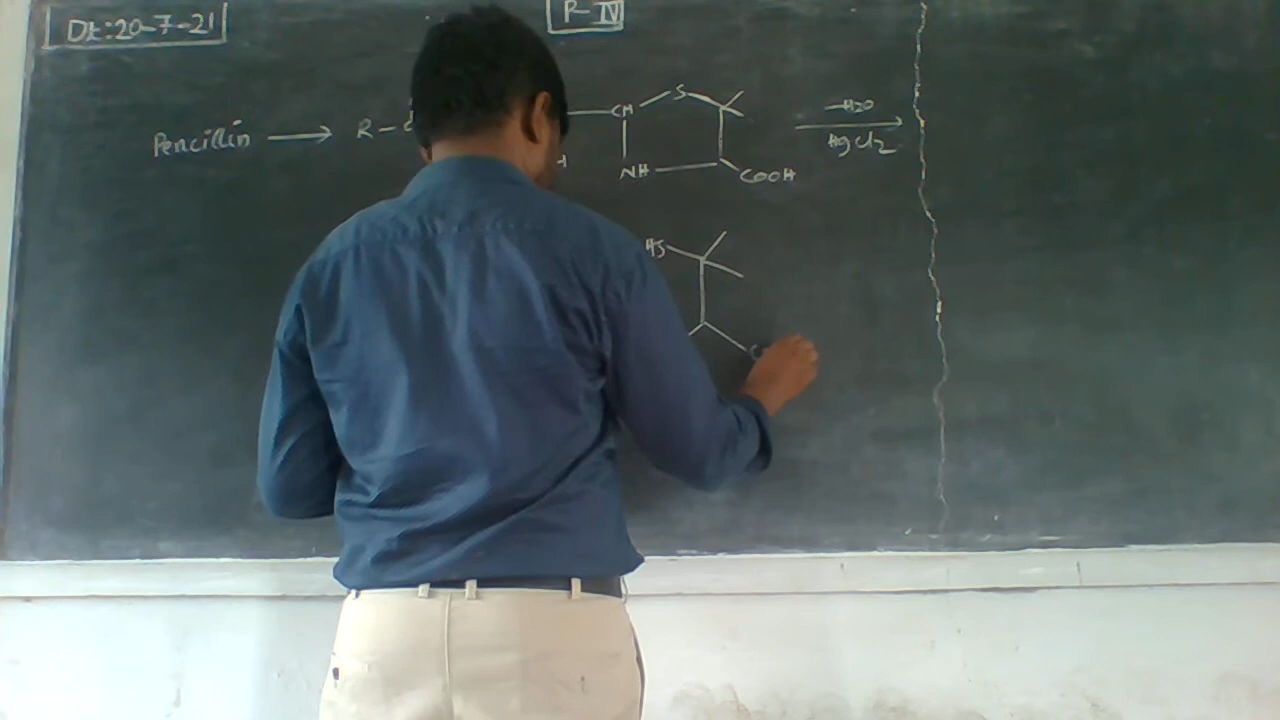 Dt: 20-7-21
P-IV
Pencillin → R-
CH
S
NH
COOH
-H2O
HgCl2
HS